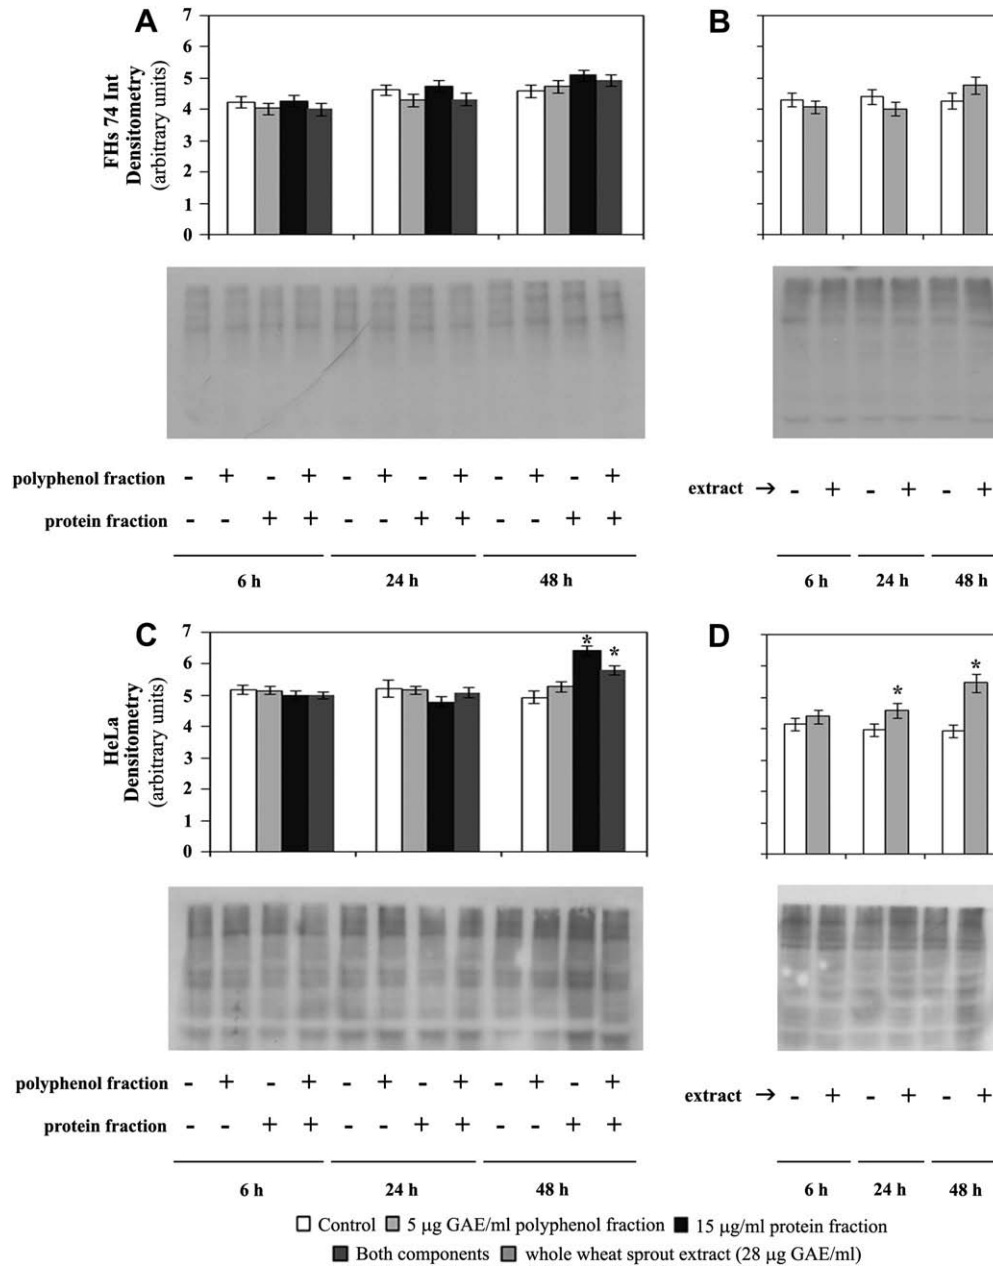 A
B
7
6
5
4
3
2
1
0
FHs 74 Int
Densitometry
(arbitrary units)
polyphenol fraction - + - + - + - + - + - +
protein fraction - - + + - - + + - - + +
extract → - + - + - +
6 h 24 h 48 h
6 h 24 h 48 h
C
D
7
6
5
4
3
2
1
0
HeLa
Densitometry
(arbitrary units)
* *
* *
polyphenol fraction - + - + - + - + - + - +
protein fraction - - + + - - + + - - + +
extract → - + - + - +
6 h 24 h 48 h
6 h 24 h 48 h
Control 5 µg GAE/ml polyphenol fraction 15 µg/ml protein fraction
Both components whole wheat sprout extract (28 µg GAE/ml)